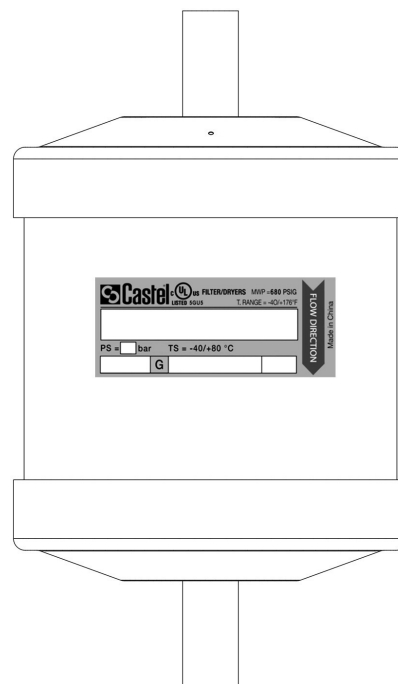 Castel c UL us LISTED 5GU5 FILTER/DRYERS MWP =680 PSIG
T. RANGE = -40/+176°F
PS = bar TS = -40/+80 °C
G
FLOW DIRECTION
Made in China